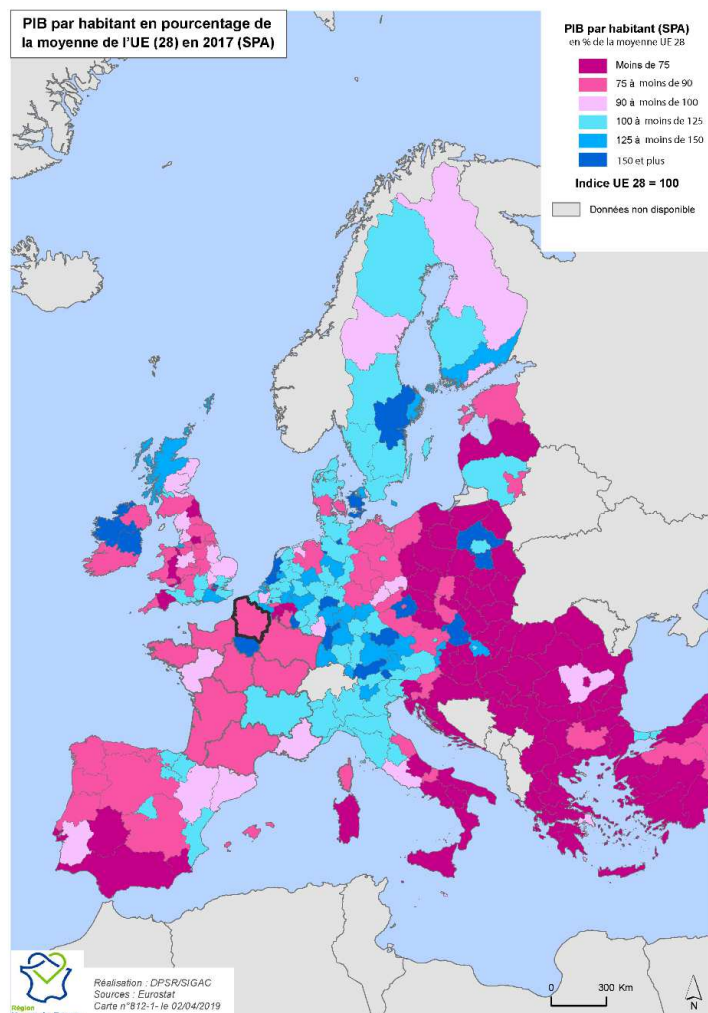 PIB par habitant en pourcentage de
la moyenne de l'UE (28) en 2017 (SPA)
PIB par habitant (SPA)
en % de la moyenne UE 28
Moins de 75
75 à moins de 90
90 à moins de 100
100 à moins de 125
125 à moins de 150
150 et plus
Indice UE 28 = 100
Données non disponible
Réalisation : DPSR/SIGAC
Sources : Eurostat
Carte n°812-1- le 02/04/2019
Région
0 300 Km
N